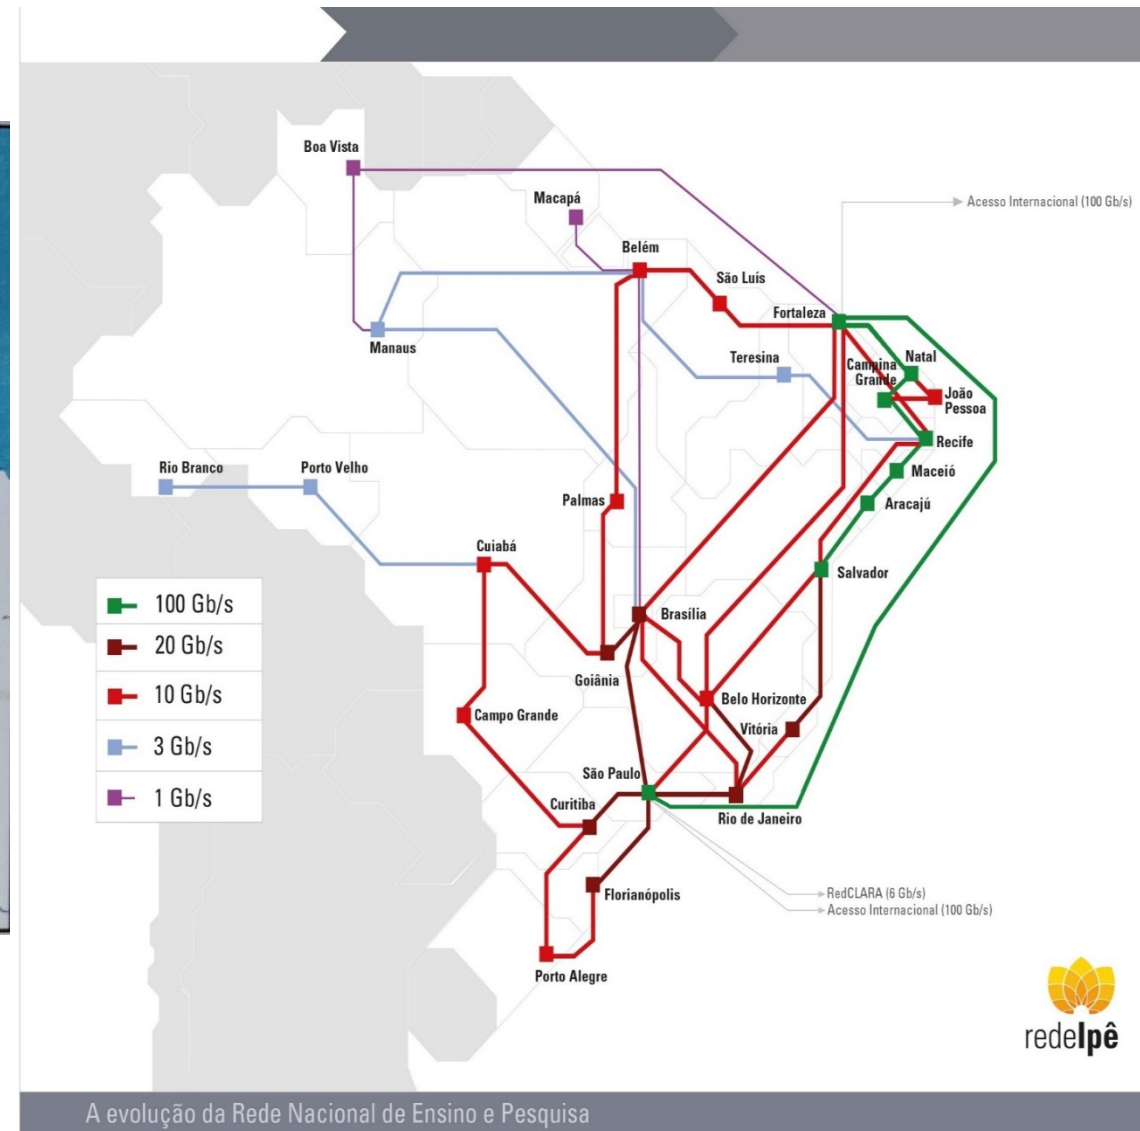 Boa Vista
Macapá
Acesso Internacional (100 Gb/s)
Belém
São Luís
Fortaleza
Manaus
Teresina
Campina
Grande
Natal
João
Pessoa
Recife
Rio Branco
Porto Velho
Maceió
Palmas
Aracajú
Cuiabá
Salvador
100 Gb/s
20 Gb/s
10 Gb/s
3 Gb/s
1 Gb/s
Brasília
Goiânia
Belo Horizonte
Campo Grande
Vitória
São Paulo
Curitiba
Rio de Janeiro
Florianópolis
RedCLARA (6 Gb/s)
Acesso Internacional (100 Gb/s)
Porto Alegre
redeIpê
A evolução da Rede Nacional de Ensino e Pesquisa